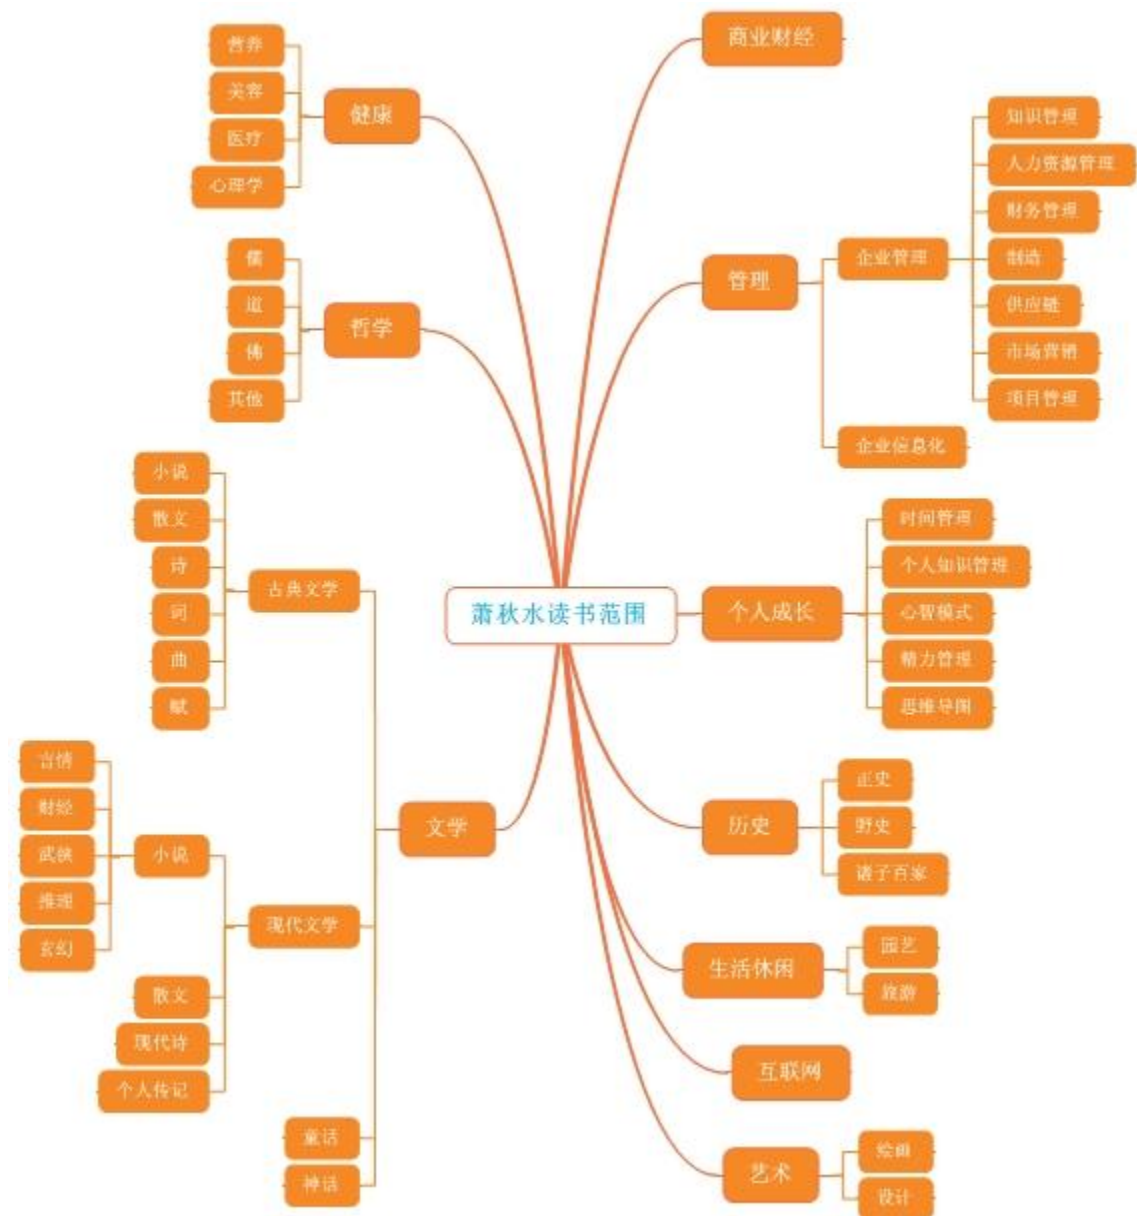 萧秋水读书范围
商业财经
管理
企业管理
知识管理
人力资源管理
财务管理
制造
供应链
市场营销
项目管理
企业信息化
个人成长
时间管理
个人知识管理
心智模式
精力管理
思维导图
历史
正史
野史
诸子百家
生活休闲
园艺
旅游
互联网
艺术
绘画
设计
健康
营养
美容
医疗
心理学
哲学
儒
道
佛
其他
文学
古典文学
小说
散文
诗
词
曲
赋
现代文学
小说
言情
财经
武侠
推理
玄幻
散文
现代诗
个人传记
童话
神话